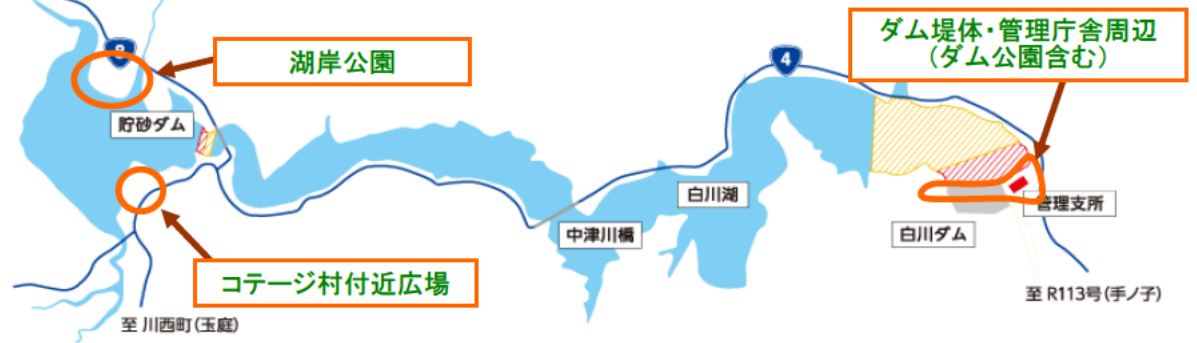 ダム堤体・管理庁舎周辺
(ダム公園含む)
湖岸公園
8
4
貯砂ダム
白川湖
管理支所
中津川橋
白川ダム
コテージ村付近広場
至 R113号(手ノ子)
至 川西町(玉庭)